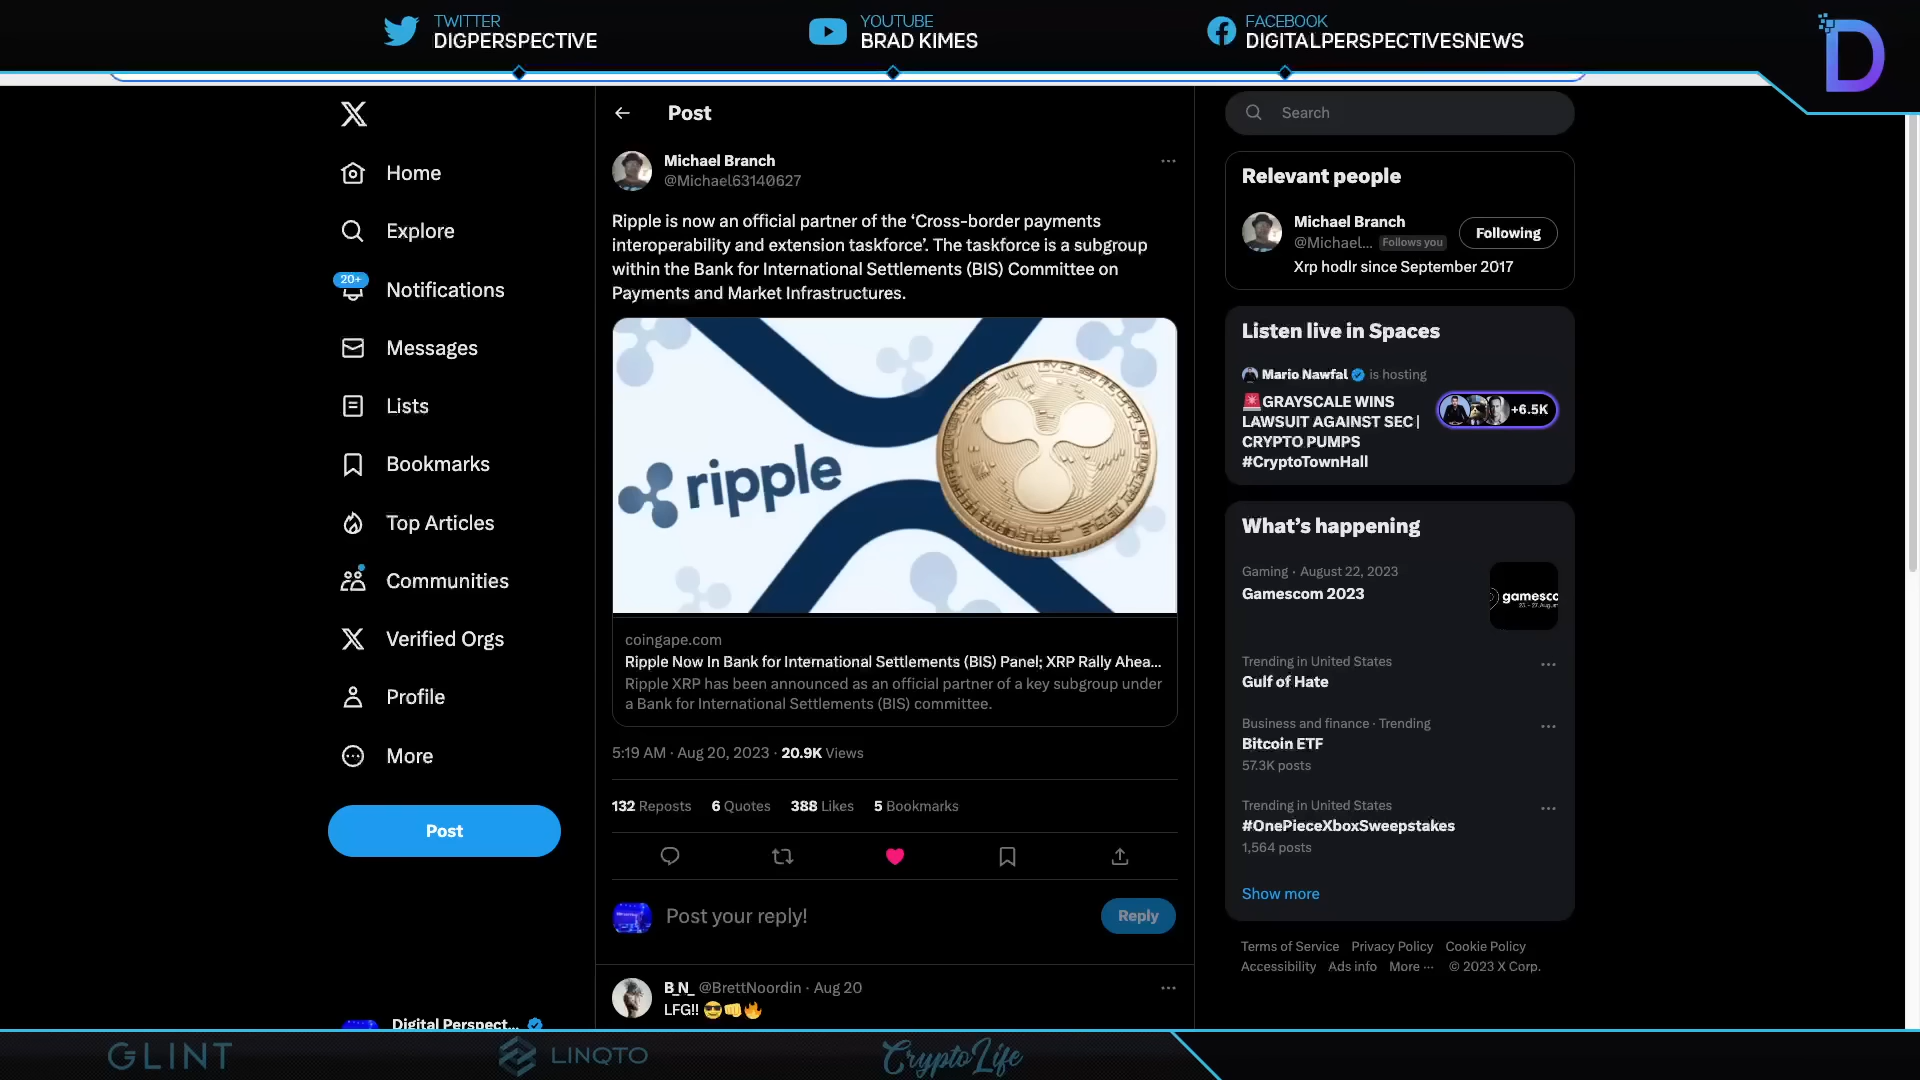 TWITTER
DIGPERSPECTIVE
YOUTUBE
BRAD KIMES
FACEBOOK
DIGITALPERSPECTIVESNEWS
D
Home
Explore
20+
Notifications
Messages
Lists
Bookmarks
Top Articles
Communities
Verified Orgs
Profile
More
Post
Digital Perspect...
Post
Michael Branch
@Michael63140627
Ripple is now an official partner of the ‘Cross-border payments
interoperability and extension taskforce’. The taskforce is a subgroup
within the Bank for International Settlements (BIS) Committee on
Payments and Market Infrastructures.
ripple
coingape.com
Ripple Now In Bank for International Settlements (BIS) Panel; XRP Rally Ahea...
Ripple XRP has been announced as an official partner of a key subgroup under
a Bank for International Settlements (BIS) committee.
5:19 AM · Aug 20, 2023 · 20.9K Views
132 Reposts 6 Quotes 388 Likes 5 Bookmarks
Post your reply!
Reply
B_N_ @BrettNoordin · Aug 20
LFG!! 😎👊🔥
Search
Relevant people
Michael Branch
@Michael... Follows you
Following
Xrp hodlr since September 2017
Listen live in Spaces
Mario Nawfal is hosting
🚨GRAYSCALE WINS
LAWSUIT AGAINST SEC |
CRYPTO PUMPS
#CryptoTownHall
+6.5K
What’s happening
Gaming · August 22, 2023
Gamescom 2023
gamesco
Trending in United States
Gulf of Hate
Business and finance · Trending
Bitcoin ETF
57.3K posts
Trending in United States
#OnePieceXboxSweepstakes
1,564 posts
Show more
Terms of Service Privacy Policy Cookie Policy
Accessibility Ads info More ··· © 2023 X Corp.
GLINT
LINQTO
CryptoLife